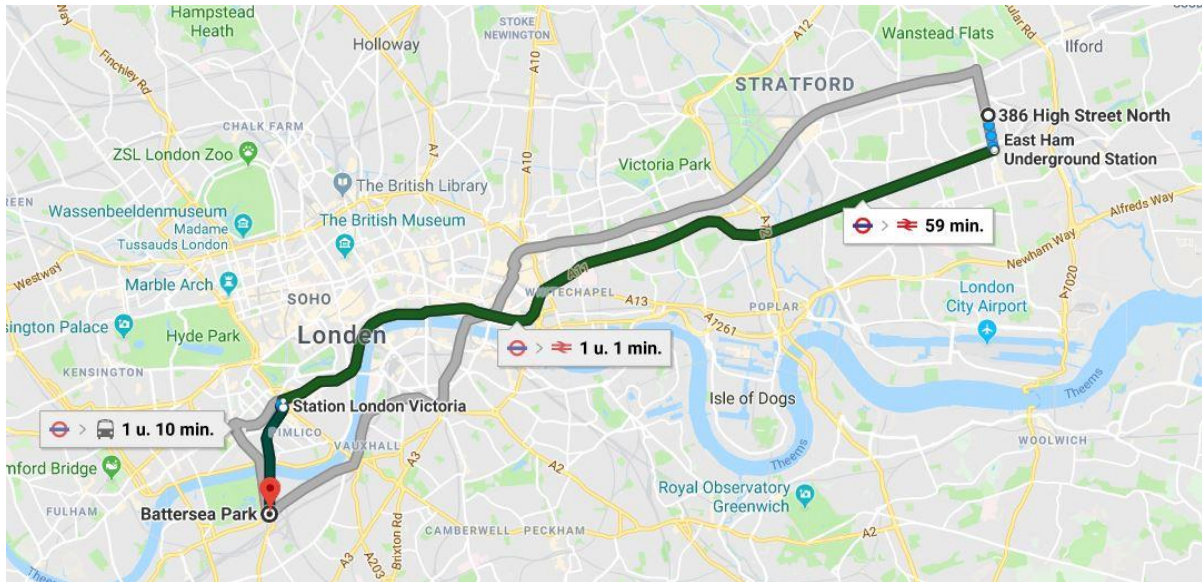 Hampstead
Heath
Way
Finchley Rd
Holloway
STOKE
NEWINGTON
A10
A12
Wanstead Flats
Ilford
STRATFORD
CHALK FARM
A1
386 High Street North
East Ham
Underground Station
ZSL London Zoo
The British Library
A10
Victoria Park
Wassenbeeldenmuseum
Madame
Tussauds London
The British Museum
A12
59 min.
Alfreds Way
Westway
Marble Arch
A11
Newham Way
A1020
SOHO
WHITECHAPEL
A13
London
City Airport
sington Palace
Hyde Park
Londen
POPLAR
A1261
1 u. 1 min.
KENSINGTON
Theems
Isle of Dogs
Station London Victoria
1 u. 10 min.
PIMLICO
VAUXHALL
WOOLWICH
mford Bridge
A3
A2
Theems
FULHAM
Battersea Park
Royal Observatory
Greenwich
CAMBERWELL
PECKHAM
A2
A3
A203
Brixton Rd